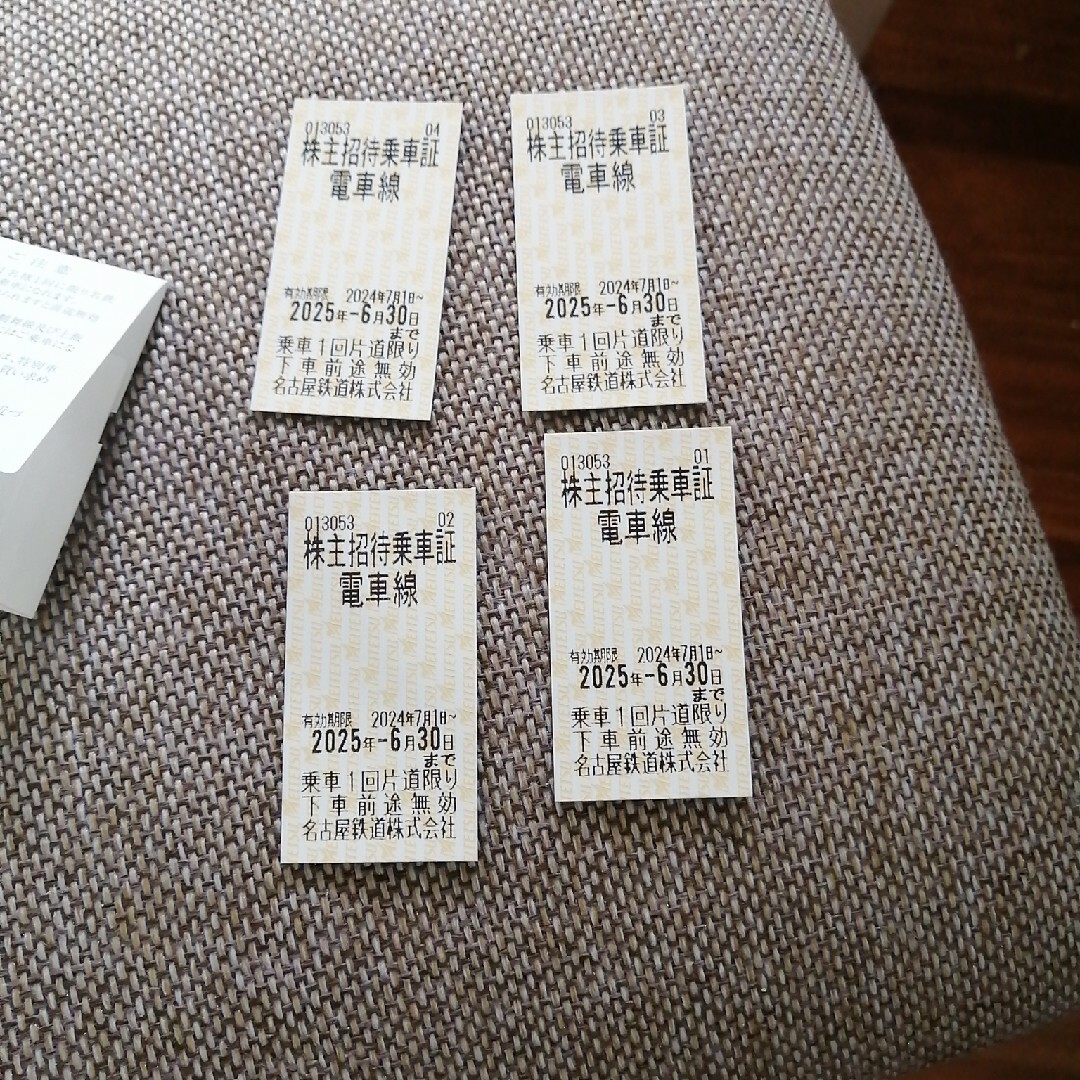 013053 04
株主招待乗車証
電車線
有効期限 2024年7月1日~
2025年-6月30日
まで
乗車1回片道限り
下車前途無効
名古屋鉄道株式会社
013053 03
株主招待乗車証
電車線
有効期限 2024年7月1日~
2025年-6月30日
まで
乗車1回片道限り
下車前途無効
名古屋鉄道株式会社
ご注意
013053 02
株主招待乗車証
電車線
有効期限 2024年7月1日~
2025年-6月30日
まで
乗車1回片道限り
下車前途無効
名古屋鉄道株式会社
013053 01
株主招待乗車証
電車線
有効期限 2024年7月1日~
2025年-6月30日
まで
乗車1回片道限り
下車前途無効
名古屋鉄道株式会社